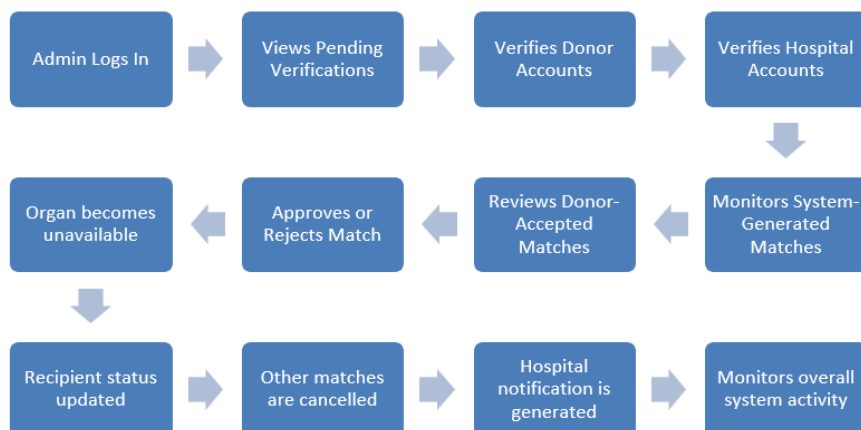 Admin Logs In
Views Pending
Verifications
Verifies Donor
Accounts
Verifies Hospital
Accounts
Monitors System-
Generated
Matches
Reviews Donor-
Accepted
Matches
Approves or
Rejects Match
Organ becomes
unavailable
Recipient status
updated
Other matches
are cancelled
Hospital
notification is
generated
Monitors overall
system activity